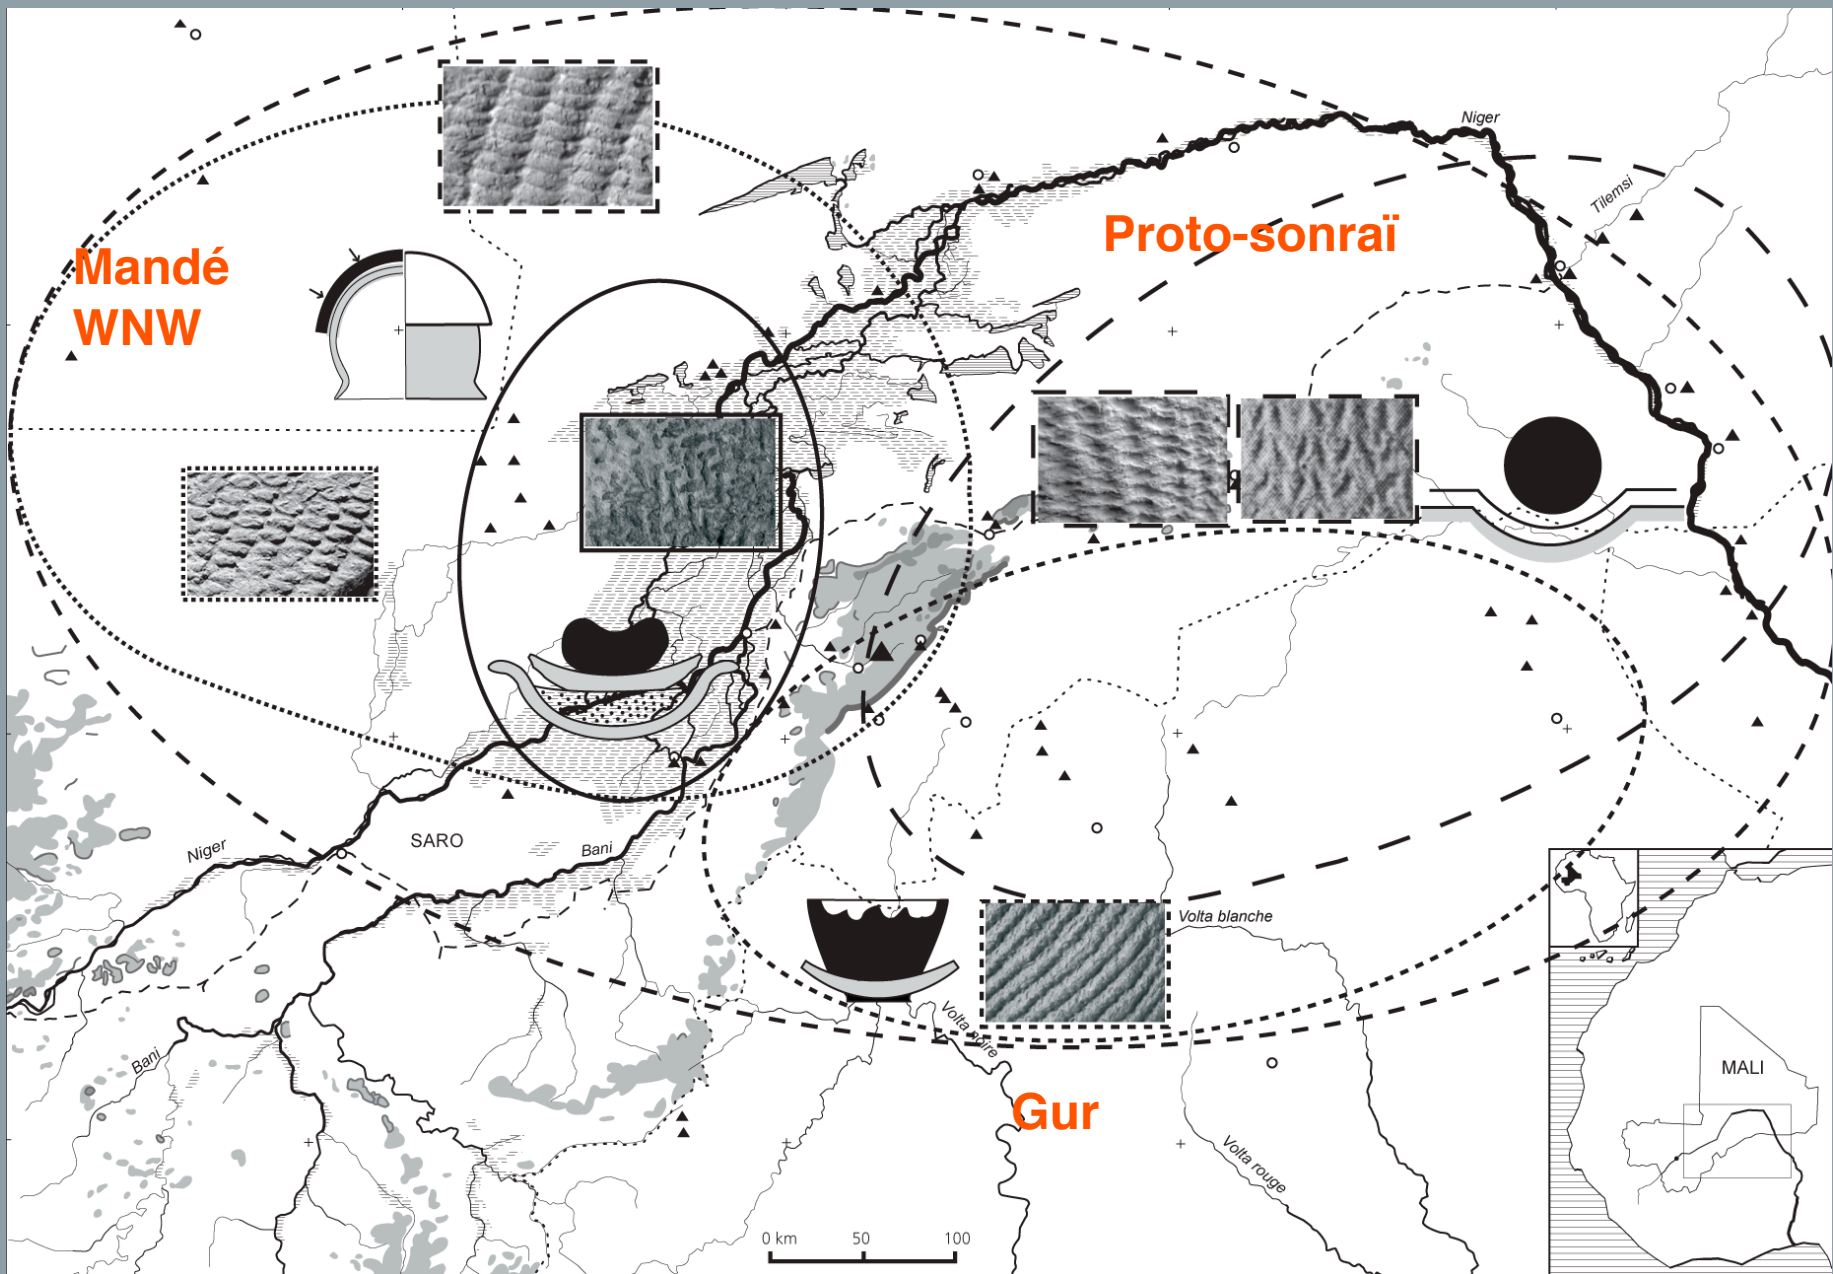 Niger
Tilemsi
Proto-sonraï
Mandé
WNW
SARO
Niger
Bani
Volta blanche
Volta noire
Bani
MALI
Gur
Volta rouge
0 km 50 100